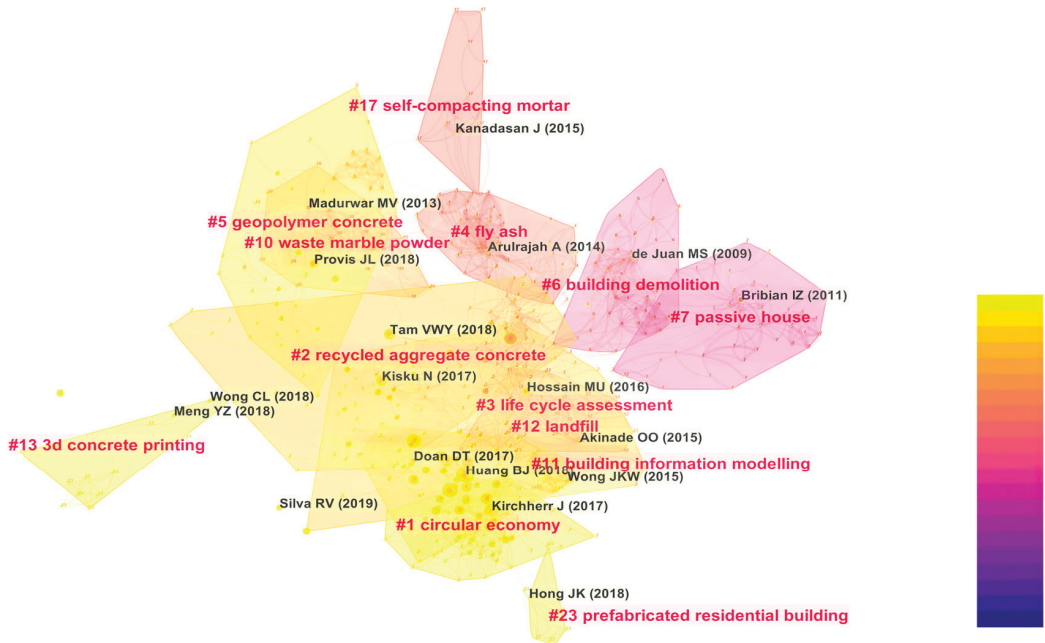 #17 self-compacting mortar
Kanadasan J (2015)
Madurwar MV (2013)
#5 geopolymer concrete
#4 fly ash
#10 waste marble powder
Arulrajah A (2014)
de Juan MS (2009)
Provis JL (2018)
#6 building demolition
Bribian IZ (2011)
#7 passive house
Tam VWY (2018)
#2 recycled aggregate concrete
Kisku N (2017)
Hossain MU (2016)
Wong CL (2018)
#3 life cycle assessment
Meng YZ (2018)
#12 landfill
#13 3d concrete printing
Akinade OO (2015)
Doan DT (2017)
#11 building information modelling
Huang BJ (2018)
Wong JKW (2015)
Silva RV (2019)
Kirchherr J (2017)
#1 circular economy
Hong JK (2018)
#23 prefabricated residential building